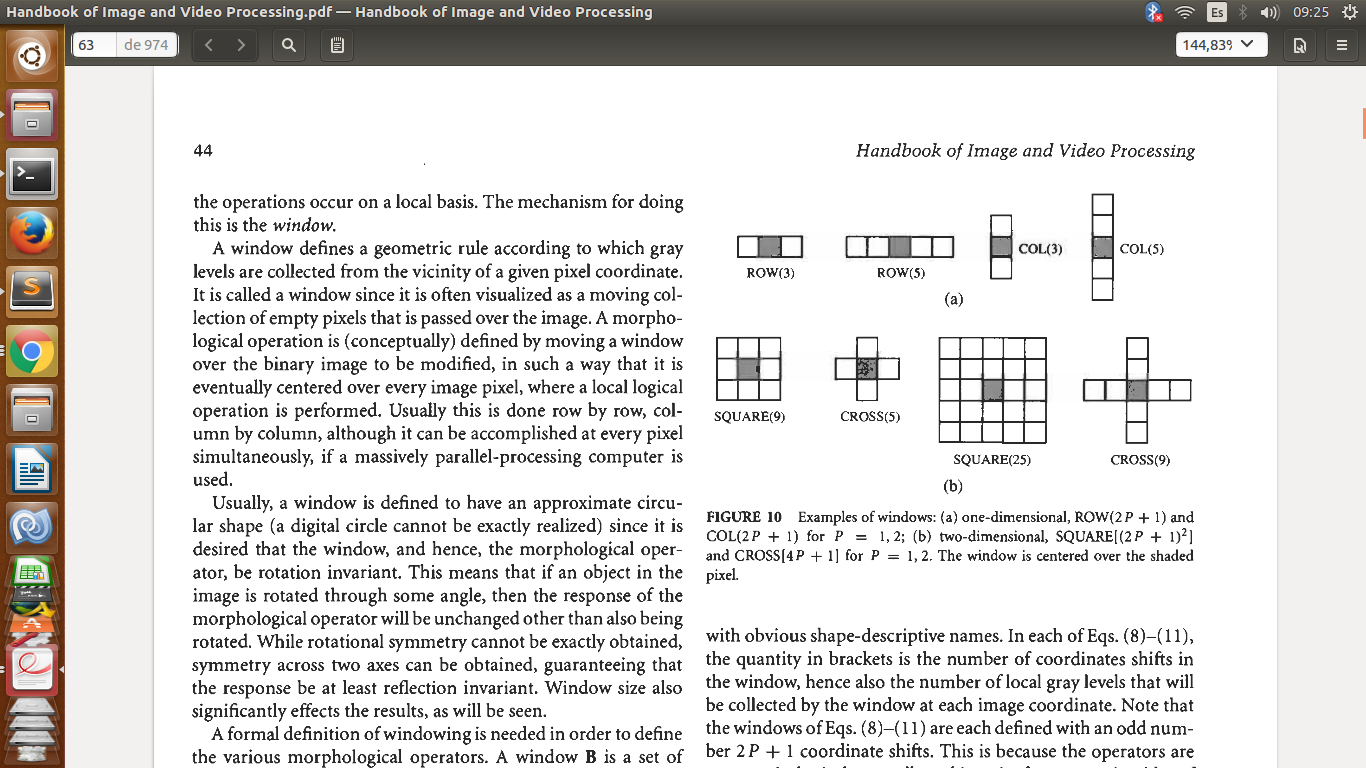 Handbook of Image and Video Processing.pdf — Handbook of Image and Video Processing
Es
09:25
63
de 974
144,83%
44
Handbook of Image and Video Processing
the operations occur on a local basis. The mechanism for doing
this is the window.
A window defines a geometric rule according to which gray
levels are collected from the vicinity of a given pixel coordinate.
It is called a window since it is often visualized as a moving col-
lection of empty pixels that is passed over the image. A morpho-
logical operation is (conceptually) defined by moving a window
over the binary image to be modified, in such a way that it is
eventually centered over every image pixel, where a local logical
operation is performed. Usually this is done row by row, col-
umn by column, although it can be accomplished at every pixel
simultaneously, if a massively parallel-processing computer is
used.
Usually, a window is defined to have an approximate circu-
lar shape (a digital circle cannot be exactly realized) since it is
desired that the window, and hence, the morphological oper-
ator, be rotation invariant. This means that if an object in the
image is rotated through some angle, then the response of the
morphological operator will be unchanged other than also being
rotated. While rotational symmetry cannot be exactly obtained,
symmetry across two axes can be obtained, guaranteeing that
the response be at least reflection invariant. Window size also
significantly effects the results, as will be seen.
A formal definition of windowing is needed in order to define
the various morphological operators. A window B is a set of
ROW(3)
ROW(5)
COL(3)
COL(5)
(a)
SQUARE(9)
CROSS(5)
SQUARE(25)
CROSS(9)
(b)
FIGURE 10 Examples of windows: (a) one-dimensional, ROW(2P + 1) and
COL(2P + 1) for P = 1, 2; (b) two-dimensional, SQUARE[(2P + 1)²]
and CROSS[4P + 1] for P = 1, 2. The window is centered over the shaded
pixel.
with obvious shape-descriptive names. In each of Eqs. (8)–(11),
the quantity in brackets is the number of coordinates shifts in
the window, hence also the number of local gray levels that will
be collected by the window at each image coordinate. Note that
the windows of Eqs. (8)–(11) are each defined with an odd num-
ber 2P + 1 coordinate shifts. This is because the operators are